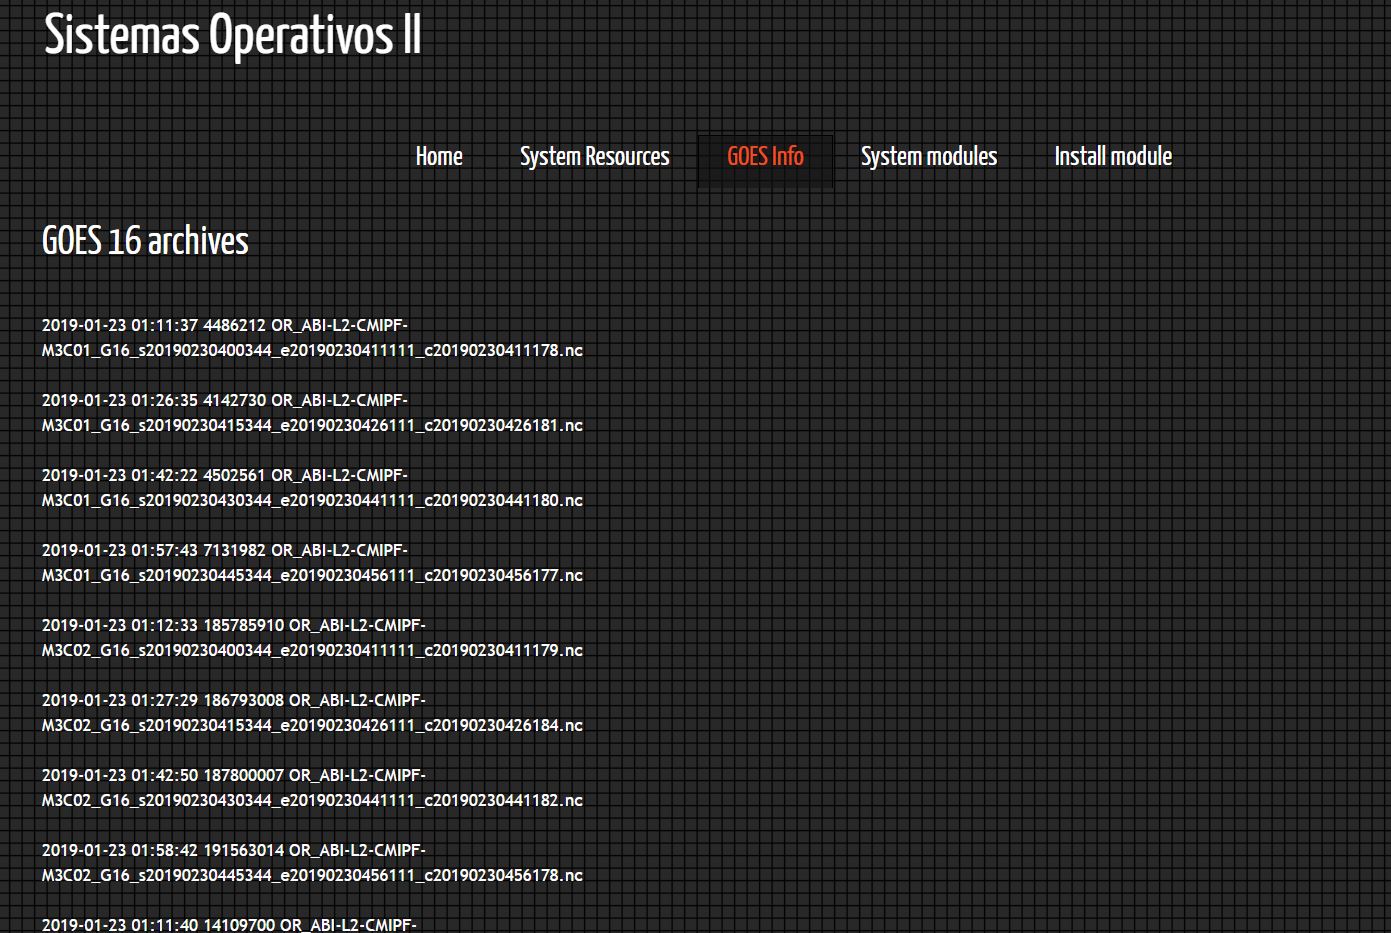 Sistemas Operativos II
Home System Resources GOES Info System modules Install module
GOES 16 archives
2019-01-23 01:11:37 4486212 OR_ABI-L2-CMIPF-
M3C01_G16_s20190230400344_e20190230411111_c20190230411178.nc
2019-01-23 01:26:35 4142730 OR_ABI-L2-CMIPF-
M3C01_G16_s20190230415344_e20190230426111_c20190230426181.nc
2019-01-23 01:42:22 4502561 OR_ABI-L2-CMIPF-
M3C01_G16_s20190230430344_e20190230441111_c20190230441180.nc
2019-01-23 01:57:43 7131982 OR_ABI-L2-CMIPF-
M3C01_G16_s20190230445344_e20190230456111_c20190230456177.nc
2019-01-23 01:12:33 185785910 OR_ABI-L2-CMIPF-
M3C02_G16_s20190230400344_e20190230411111_c20190230411179.nc
2019-01-23 01:27:29 186793008 OR_ABI-L2-CMIPF-
M3C02_G16_s20190230415344_e20190230426111_c20190230426184.nc
2019-01-23 01:42:50 187800007 OR_ABI-L2-CMIPF-
M3C02_G16_s20190230430344_e20190230441111_c20190230441182.nc
2019-01-23 01:58:42 191563014 OR_ABI-L2-CMIPF-
M3C02_G16_s20190230445344_e20190230456111_c20190230456178.nc
2019-01-23 01:11:40 14109700 OR_ABI-L2-CMIPF-